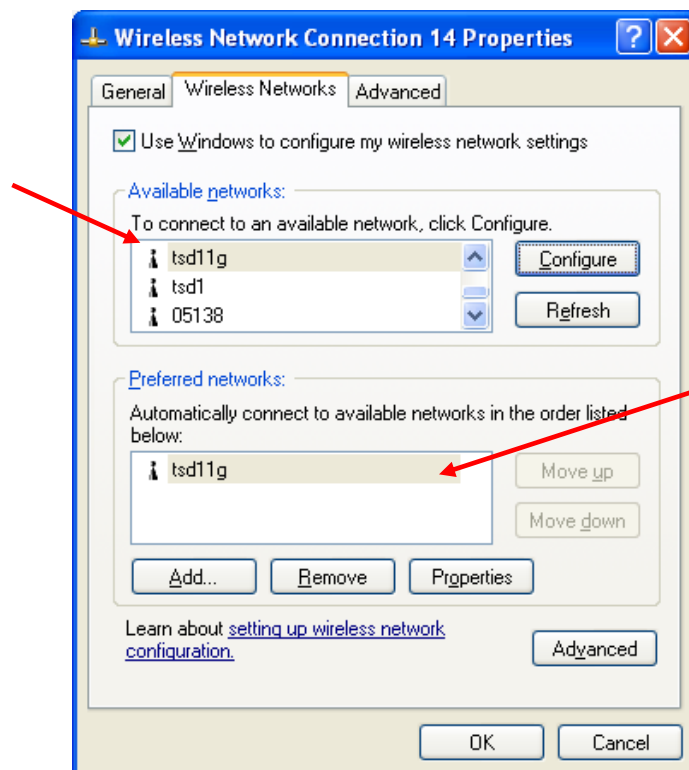 Wireless Network Connection 14 Properties
General Wireless Networks Advanced
Use Windows to configure my wireless network settings
Available networks:
To connect to an available network, click Configure.
tsd11g
tsd1
05138
Configure
Refresh
Preferred networks:
Automatically connect to available networks in the order listed
below:
tsd11g
Move up
Move down
Add... Remove Properties
Learn about setting up wireless network
configuration.
Advanced
OK Cancel